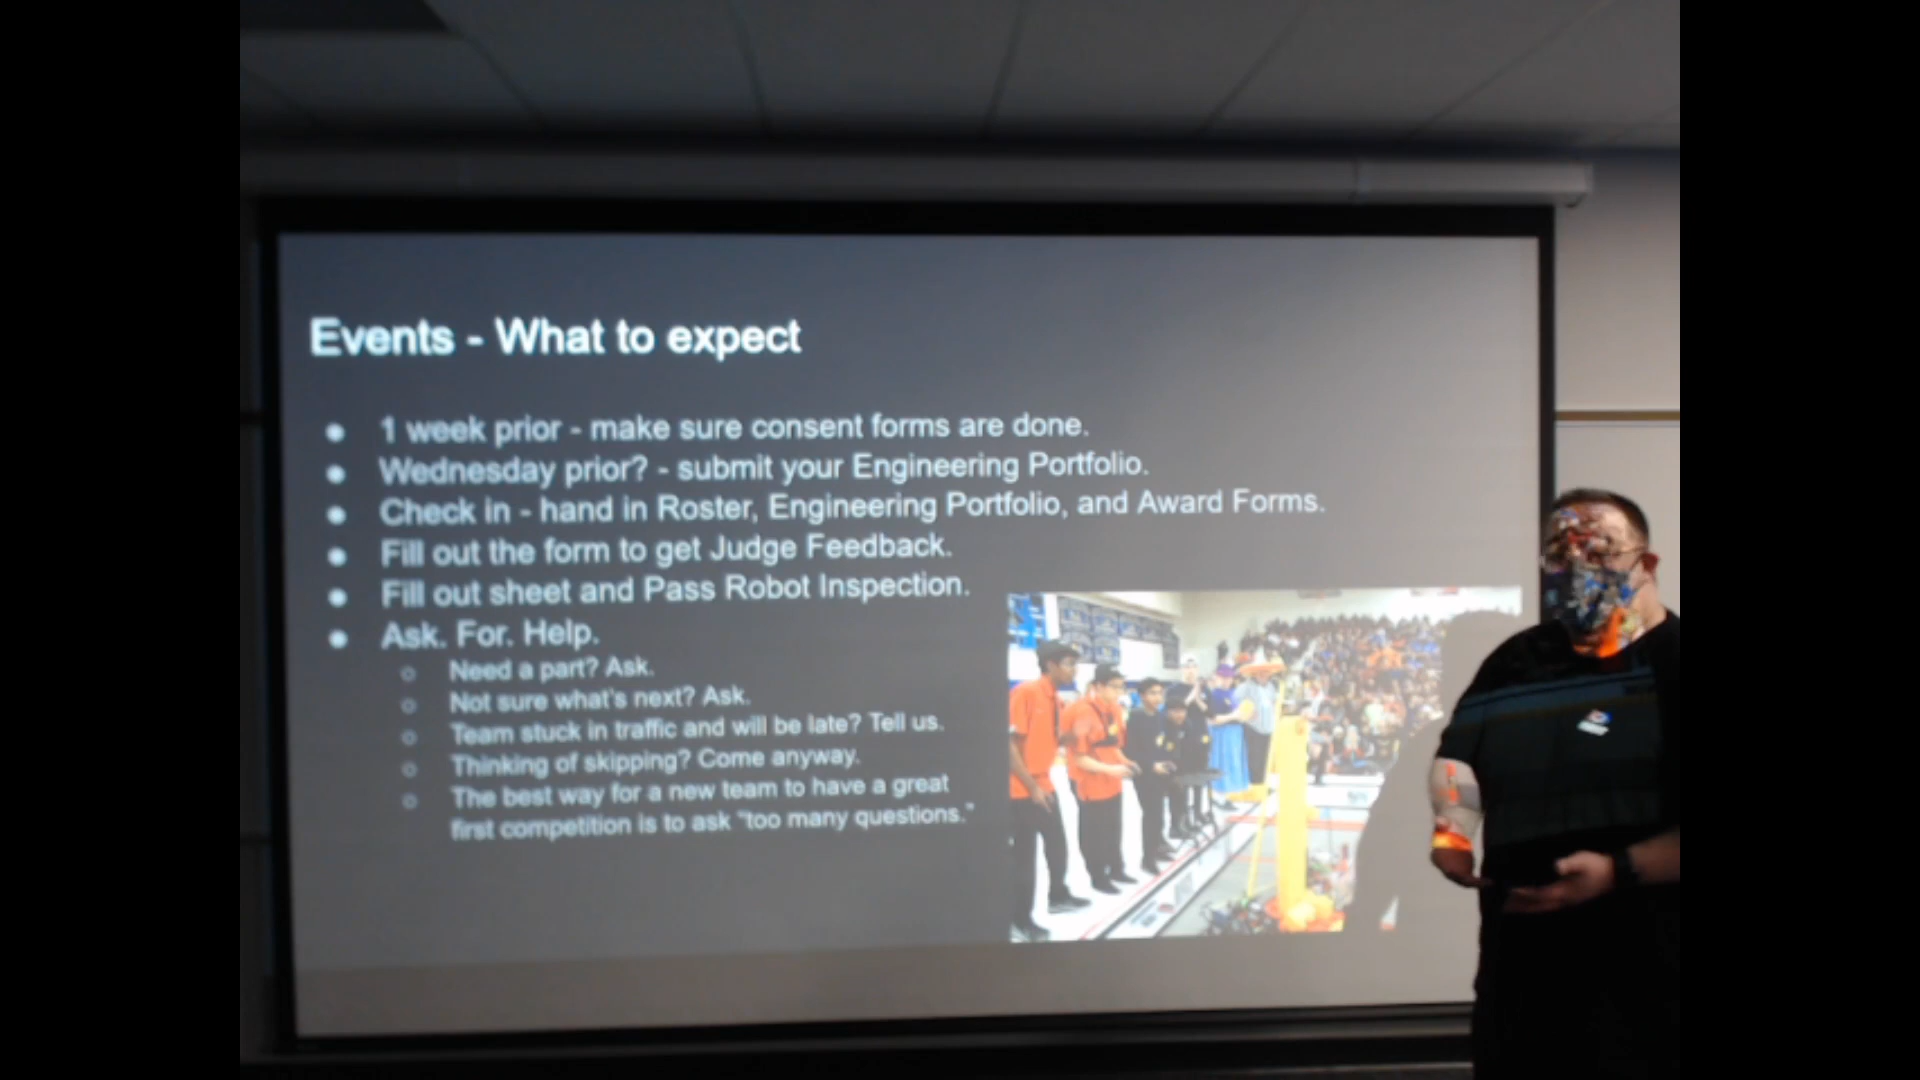 Events - What to expect
● 1 week prior - make sure consent forms are done.
● Wednesday prior? - submit your Engineering Portfolio.
● Check in - hand in Roster, Engineering Portfolio, and Award Forms.
● Fill out the form to get Judge Feedback.
● Fill out sheet and Pass Robot Inspection.
● Ask. For. Help.
○ Need a part? Ask.
○ Not sure what's next? Ask.
○ Team stuck in traffic and will be late? Tell us.
○ Thinking of skipping? Come anyway.
○ The best way for a new team to have a great
first competition is to ask "too many questions."